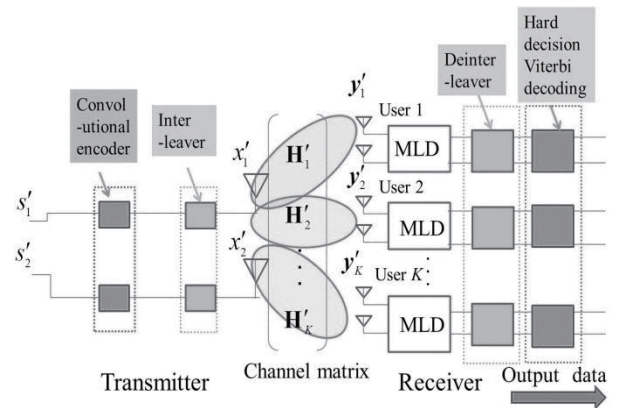 Convol
-utional
encoder
Inter
-leaver
s′₁
s′₂
x′₁
x′₂
H′₁
H′₂
⋮
H′K
Channel matrix
Transmitter
y′₁
User 1
MLD
y′₂
User 2
MLD
y′K
User K
⋮
MLD
Deinter
-leaver
Hard
decision
Viterbi
decoding
Receiver
Output data